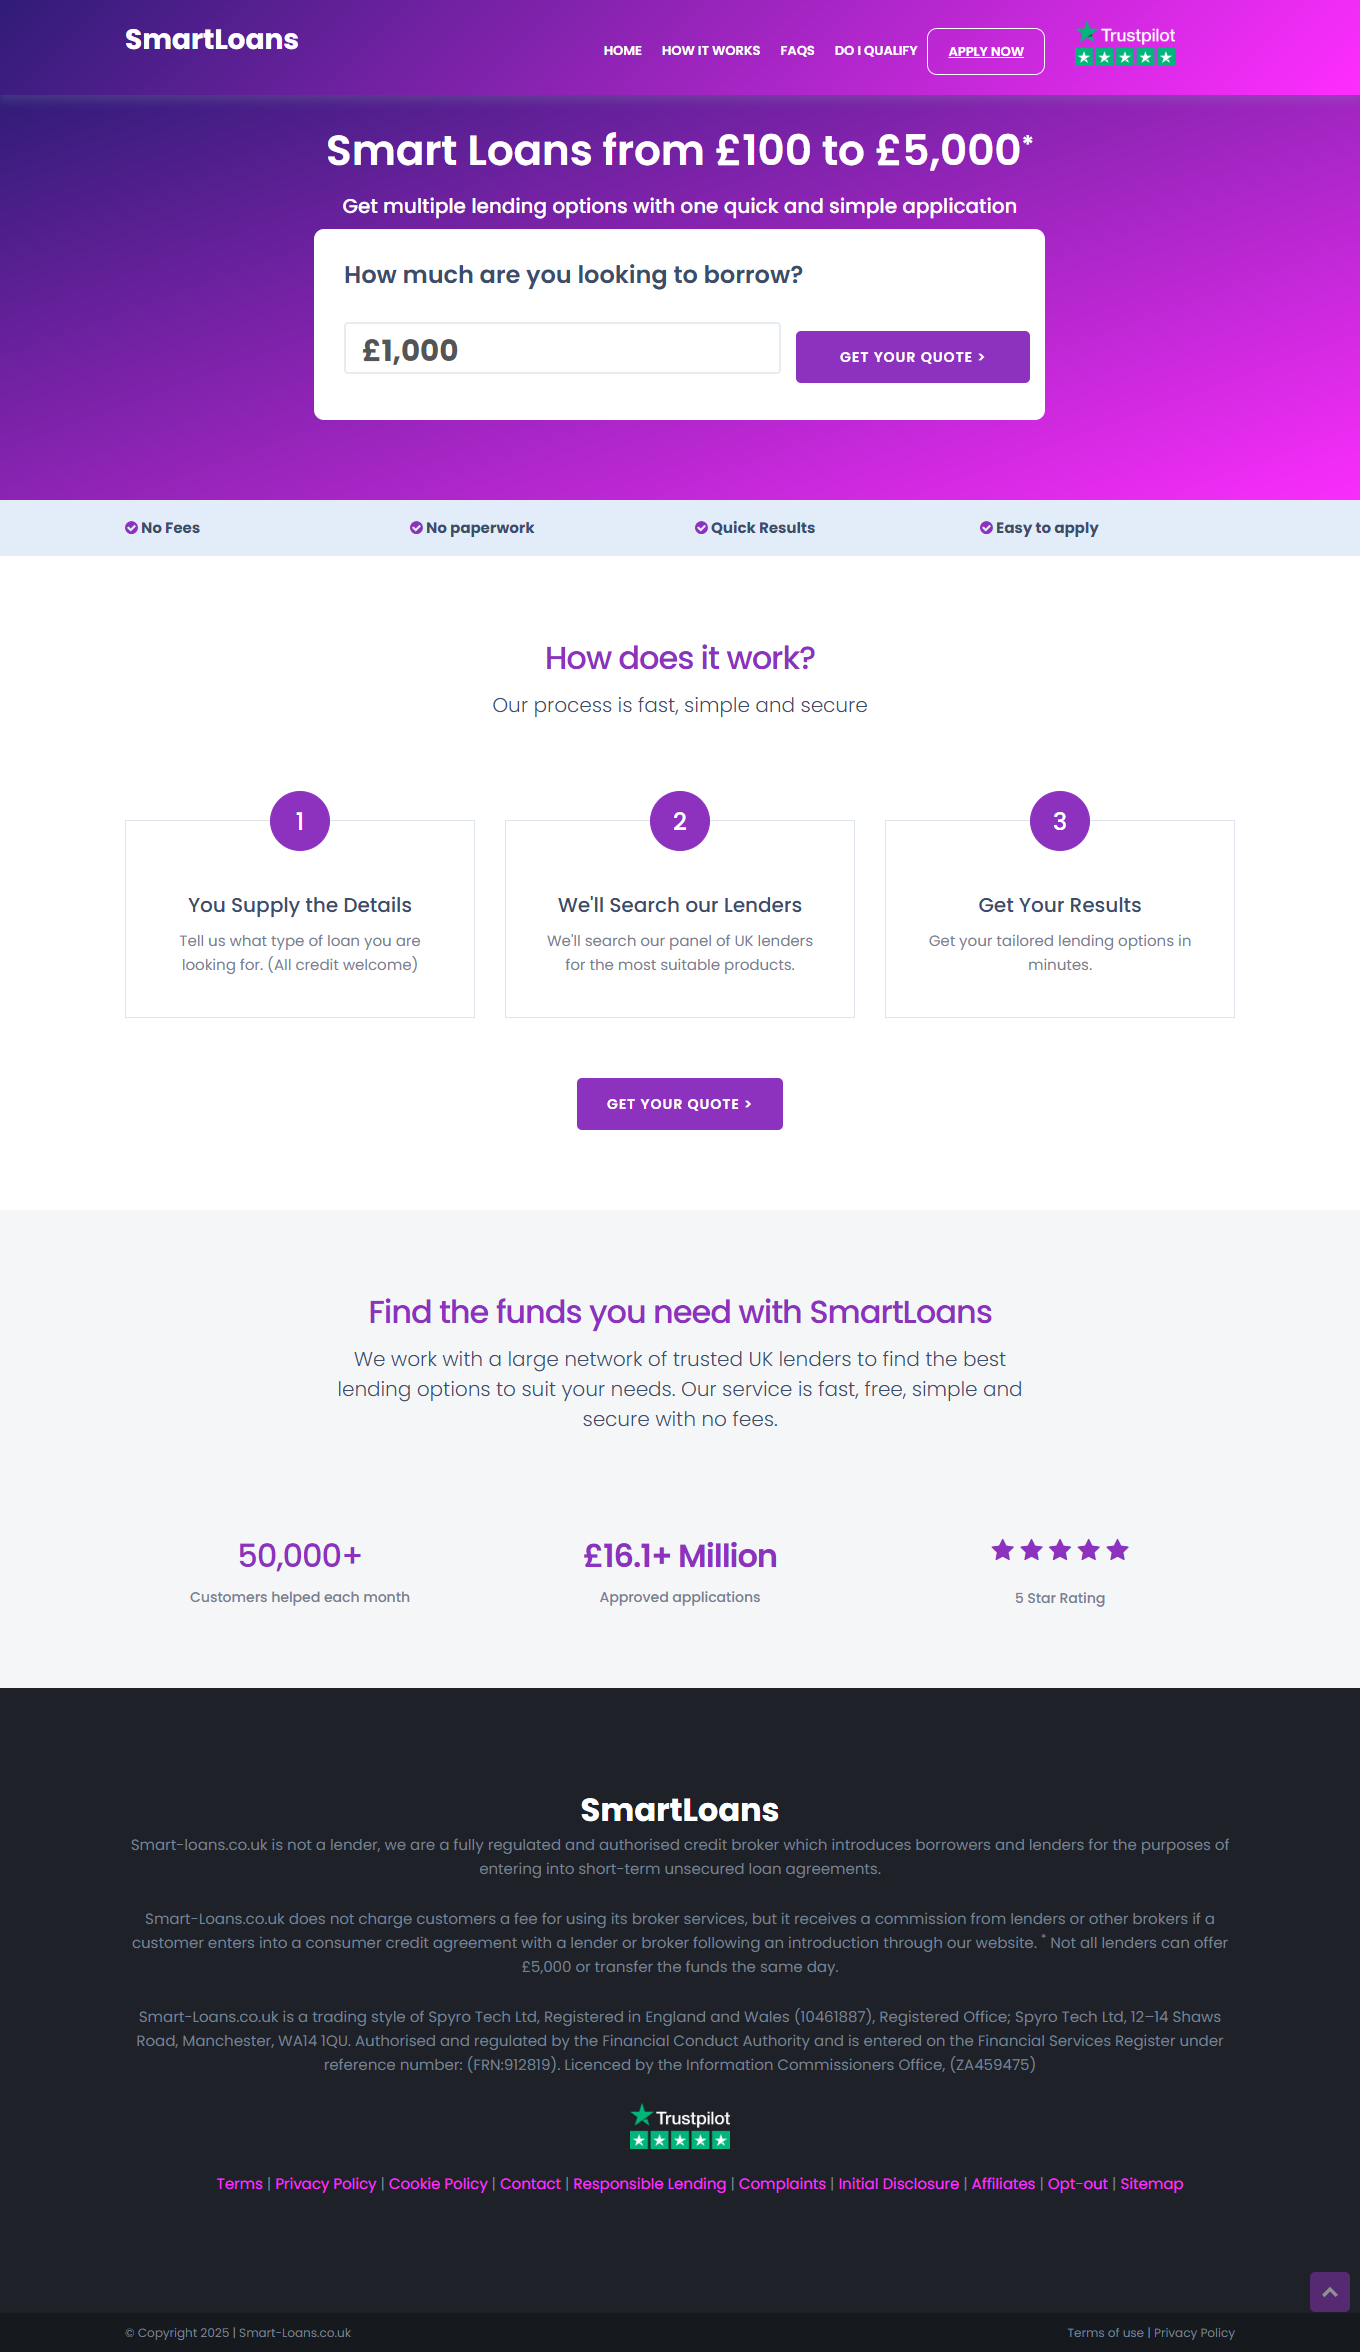 SmartLoans
HOME HOW IT WORKS FAQS DO I QUALIFY APPLY NOW
Trustpilot
Smart Loans from £100 to £5,000*
Get multiple lending options with one quick and simple application
How much are you looking to borrow?
£1,000
GET YOUR QUOTE >
No Fees
No paperwork
Quick Results
Easy to apply
How does it work?
Our process is fast, simple and secure
1
You Supply the Details
Tell us what type of loan you are
looking for. (All credit welcome)
2
We'll Search our Lenders
We'll search our panel of UK lenders
for the most suitable products.
3
Get Your Results
Get your tailored lending options in
minutes.
GET YOUR QUOTE >
Find the funds you need with SmartLoans
We work with a large network of trusted UK lenders to find the best
lending options to suit your needs. Our service is fast, free, simple and
secure with no fees.
50,000+
Customers helped each month
£16.1+ Million
Approved applications
5 Star Rating
SmartLoans
Smart-loans.co.uk is not a lender, we are a fully regulated and authorised credit broker which introduces borrowers and lenders for the purposes of
entering into short-term unsecured loan agreements.
Smart-Loans.co.uk does not charge customers a fee for using its broker services, but it receives a commission from lenders or other brokers if a
customer enters into a consumer credit agreement with a lender or broker following an introduction through our website. * Not all lenders can offer
£5,000 or transfer the funds the same day.
Smart-Loans.co.uk is a trading style of Spyro Tech Ltd, Registered in England and Wales (10461887), Registered Office; Spyro Tech Ltd, 12–14 Shaws
Road, Manchester, WA14 1QU. Authorised and regulated by the Financial Conduct Authority and is entered on the Financial Services Register under
reference number: (FRN:912819). Licenced by the Information Commissioners Office, (ZA459475)
Trustpilot
Terms | Privacy Policy | Cookie Policy | Contact | Responsible Lending | Complaints | Initial Disclosure | Affiliates | Opt-out | Sitemap
© Copyright 2025 | Smart-Loans.co.uk
Terms of use | Privacy Policy